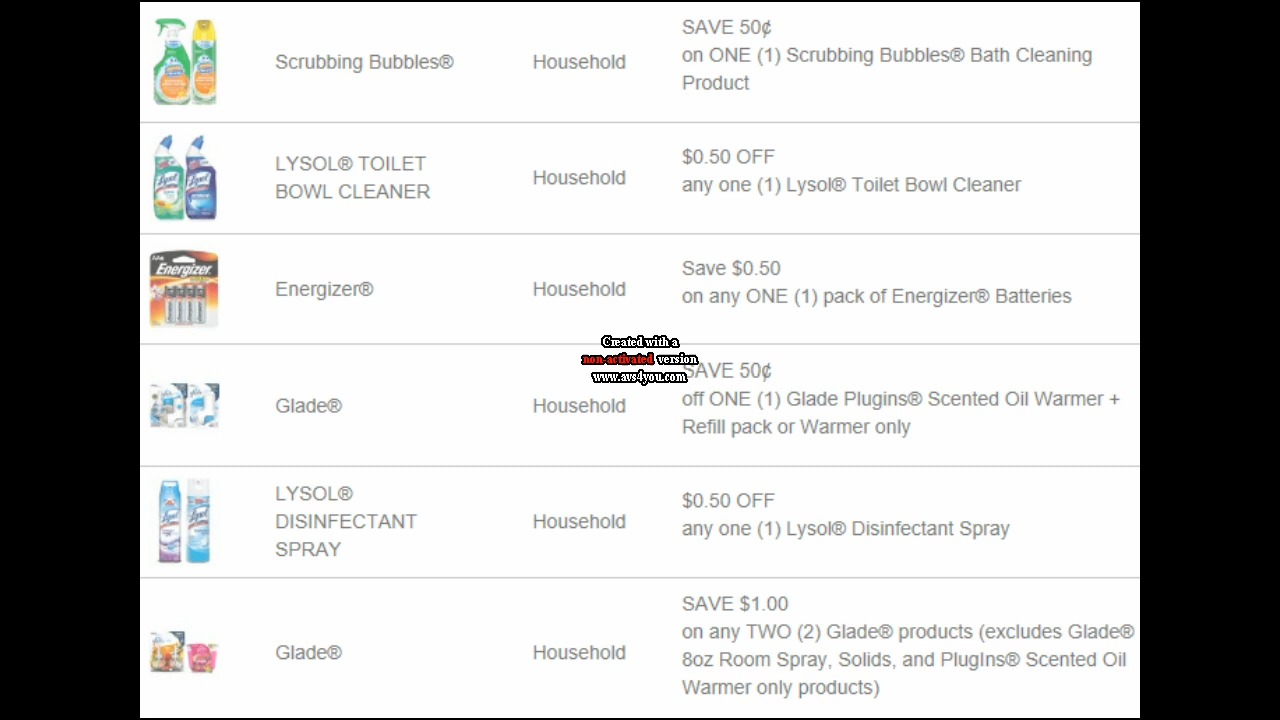 SAVE 50¢
Scrubbing Bubbles®
Household
on ONE (1) Scrubbing Bubbles® Bath Cleaning
Product
LYSOL® TOILET
BOWL CLEANER
Household
$0.50 OFF
any one (1) Lysol® Toilet Bowl Cleaner
Lysol
Lysol
Energizer
Energizer®
Household
Save $0.50
on any ONE (1) pack of Energizer® Batteries
Created with a
non-activated version
www.avs4you.com
Glade®
Household
SAVE 50¢
off ONE (1) Glade Plugins® Scented Oil Warmer +
Refill pack or Warmer only
LYSOL®
DISINFECTANT
SPRAY
Household
$0.50 OFF
any one (1) Lysol® Disinfectant Spray
Lysol
Lysol
Glade®
Household
SAVE $1.00
on any TWO (2) Glade® products (excludes Glade®
8oz Room Spray, Solids, and PlugIns® Scented Oil
Warmer only products)